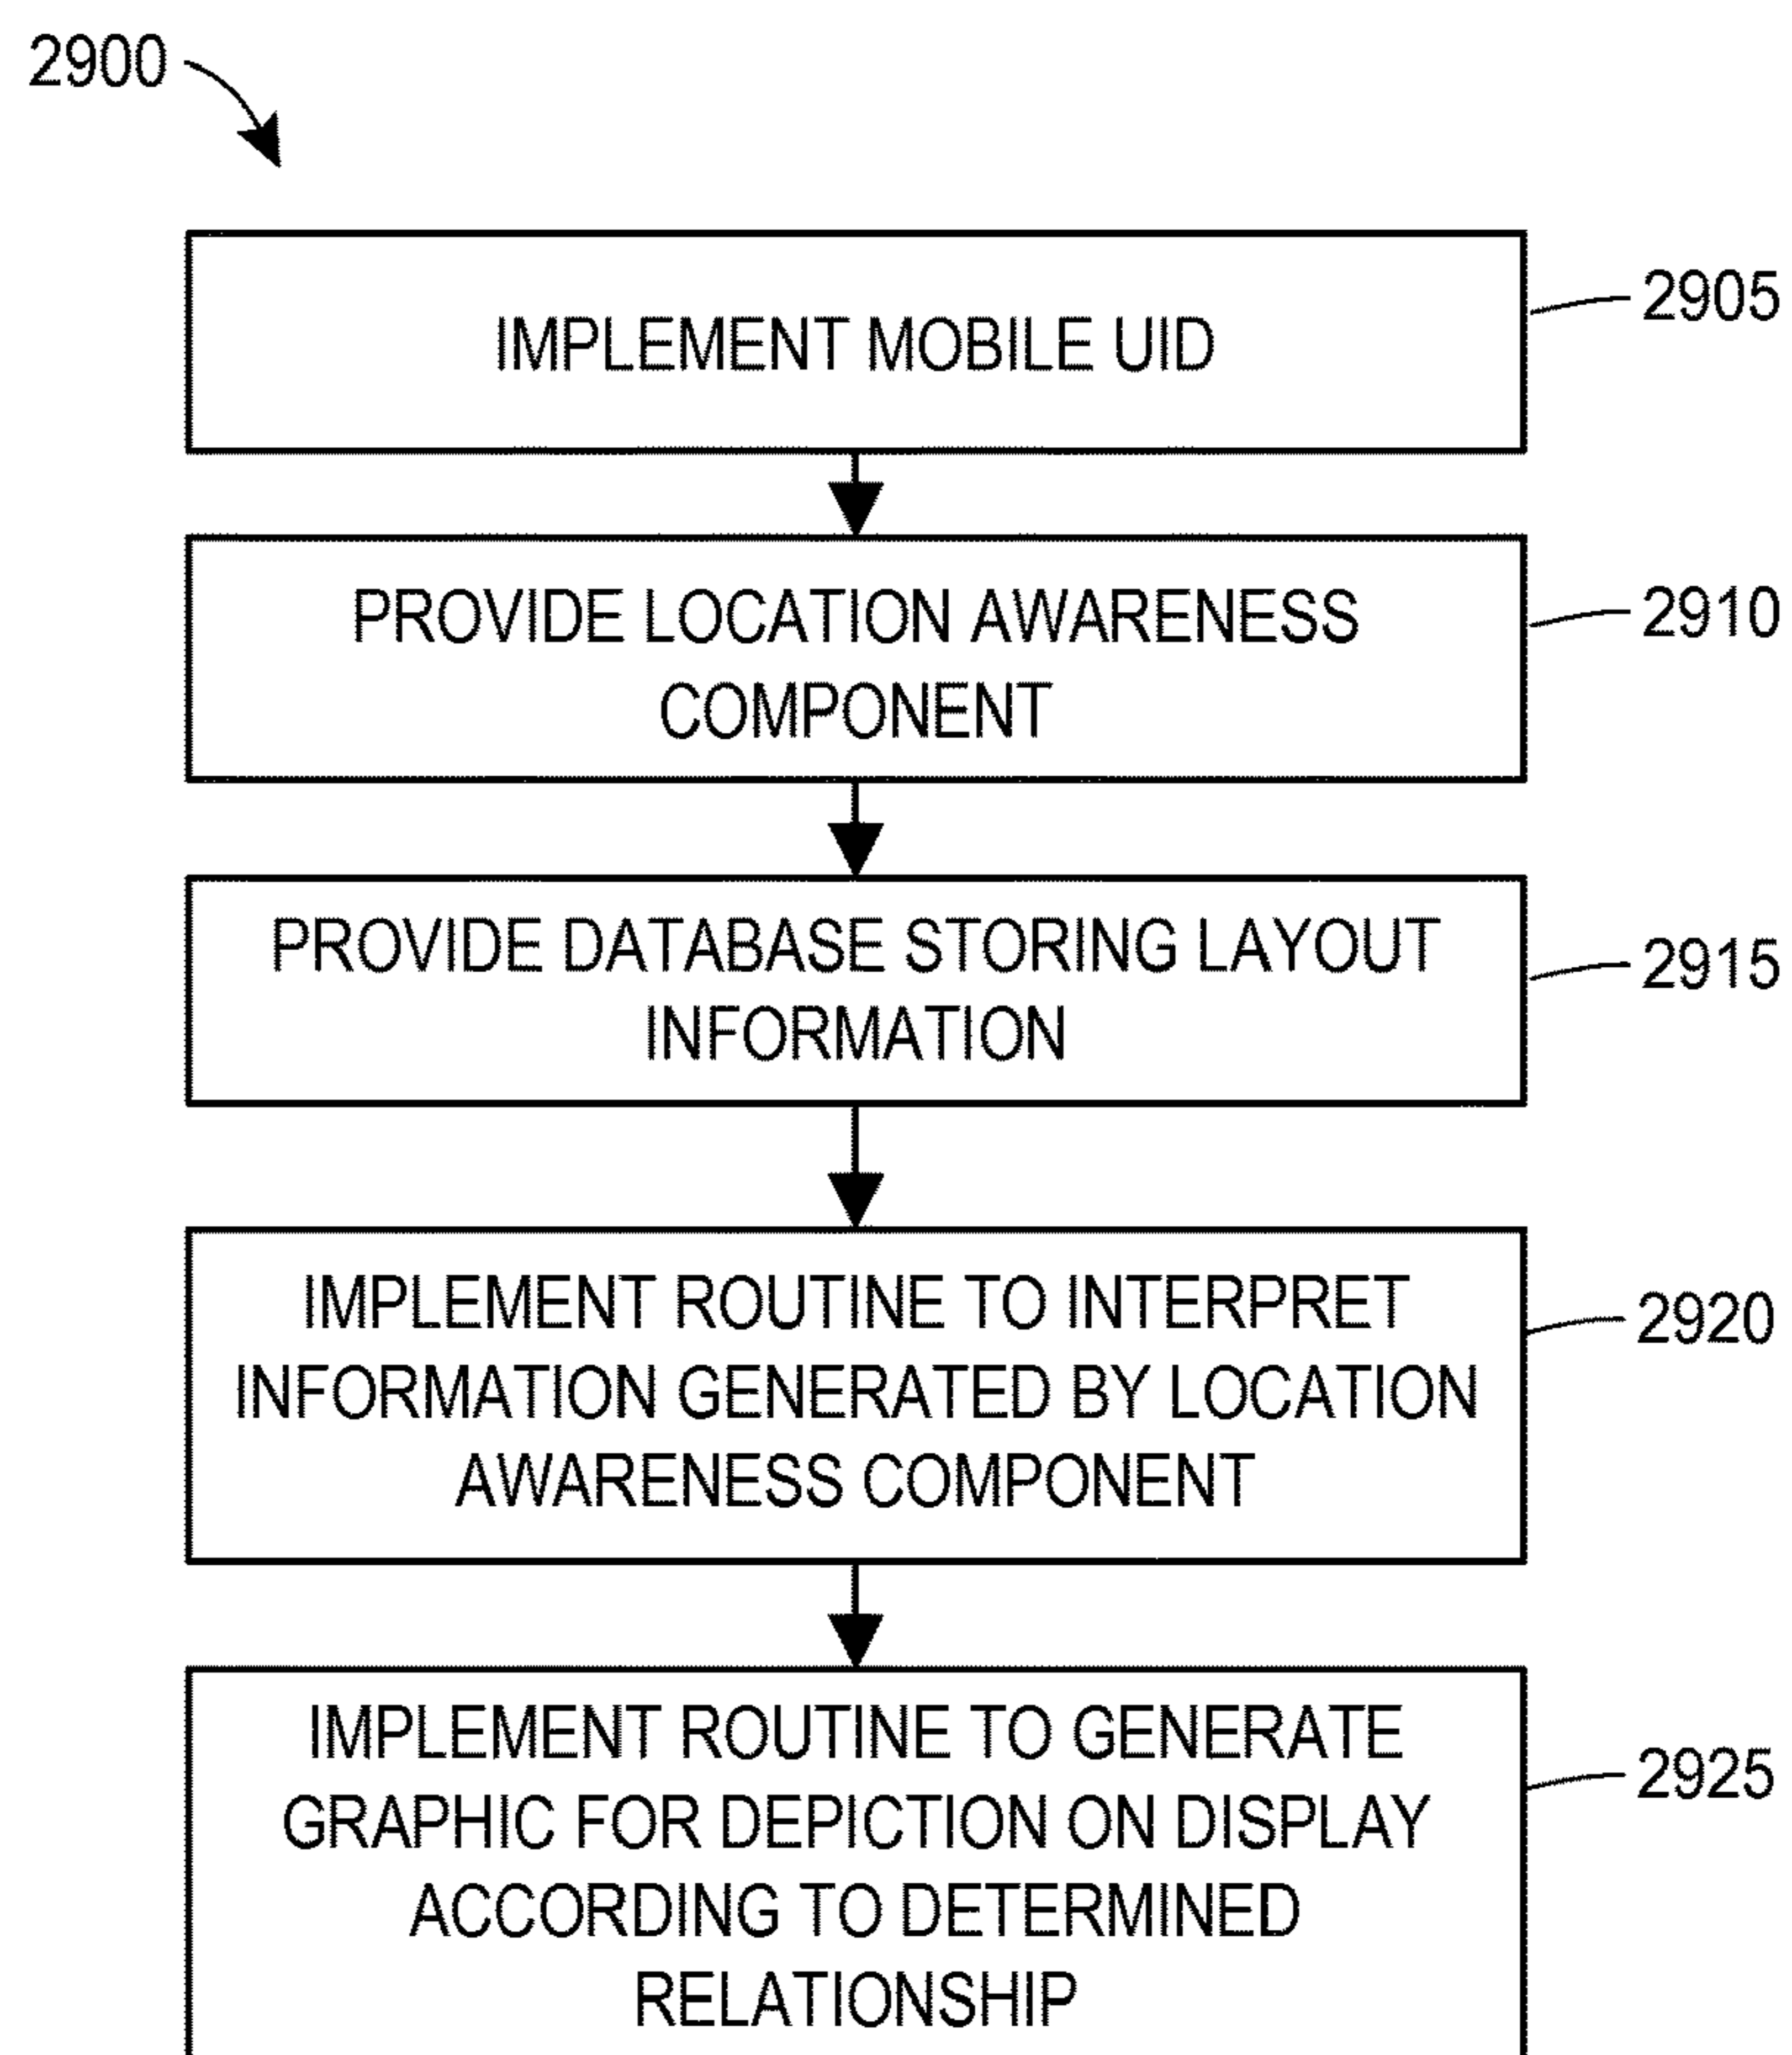 2900
IMPLEMENT MOBILE UID
2905
PROVIDE LOCATION AWARENESS
COMPONENT
2910
PROVIDE DATABASE STORING LAYOUT
INFORMATION
2915
IMPLEMENT ROUTINE TO INTERPRET
INFORMATION GENERATED BY LOCATION
AWARENESS COMPONENT
2920
IMPLEMENT ROUTINE TO GENERATE
GRAPHIC FOR DEPICTION ON DISPLAY
ACCORDING TO DETERMINED
RELATIONSHIP
2925